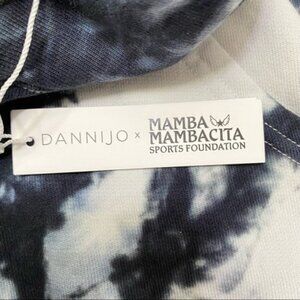 DANNIJO x
MAMBA
MAMBACITA
SPORTS FOUNDATION